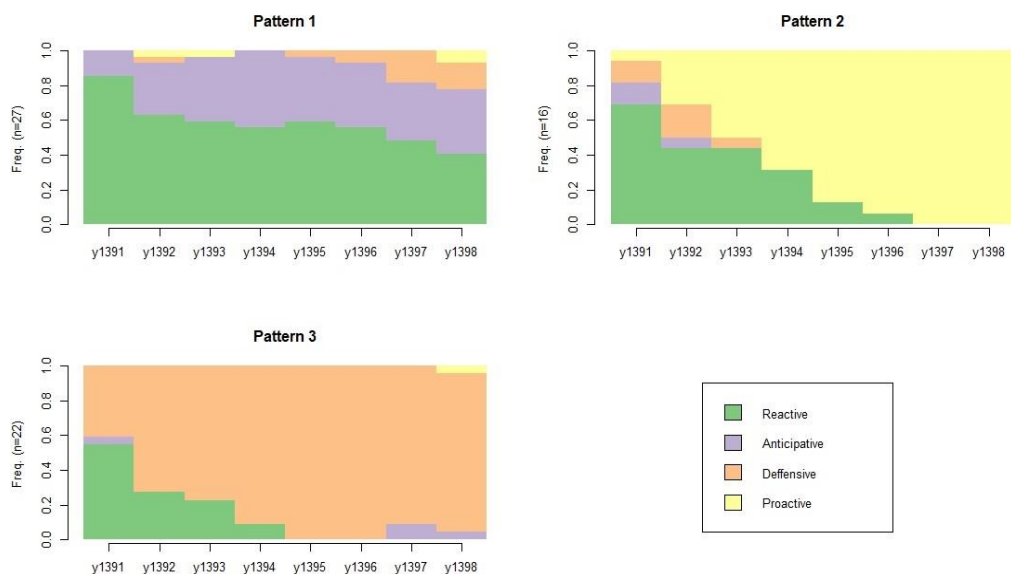 Pattern 1
Freq. (n=27)
0.0 0.2 0.4 0.6 0.8 1.0
y1391 y1392 y1393 y1394 y1395 y1396 y1397 y1398
Pattern 2
Freq. (n=16)
0.0 0.2 0.4 0.6 0.8 1.0
y1391 y1392 y1393 y1394 y1395 y1396 y1397 y1398
Pattern 3
Freq. (n=22)
0.0 0.2 0.4 0.6 0.8 1.0
y1391 y1392 y1393 y1394 y1395 y1396 y1397 y1398
Reactive
Anticipative
Deffensive
Proactive